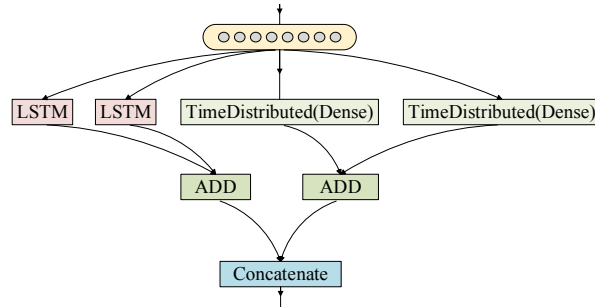 LSTM LSTM TimeDistributed(Dense) TimeDistributed(Dense)
ADD ADD
Concatenate